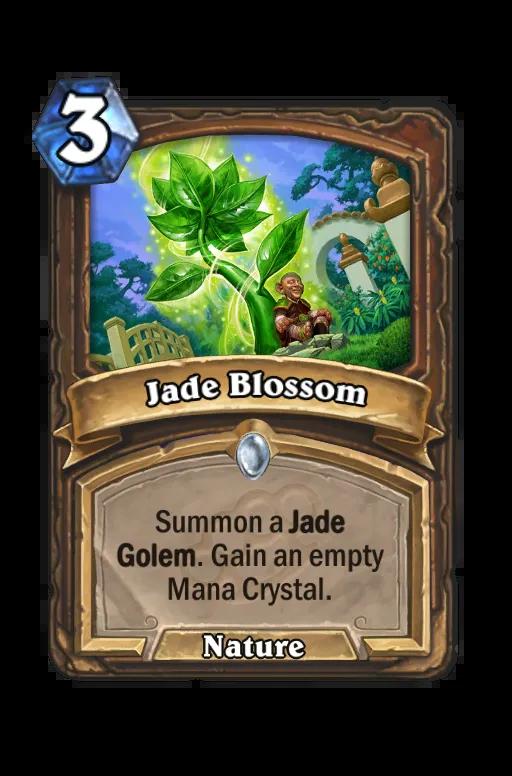 3
Jade Blossom
Summon a Jade
Golem. Gain an empty
Mana Crystal.
Nature